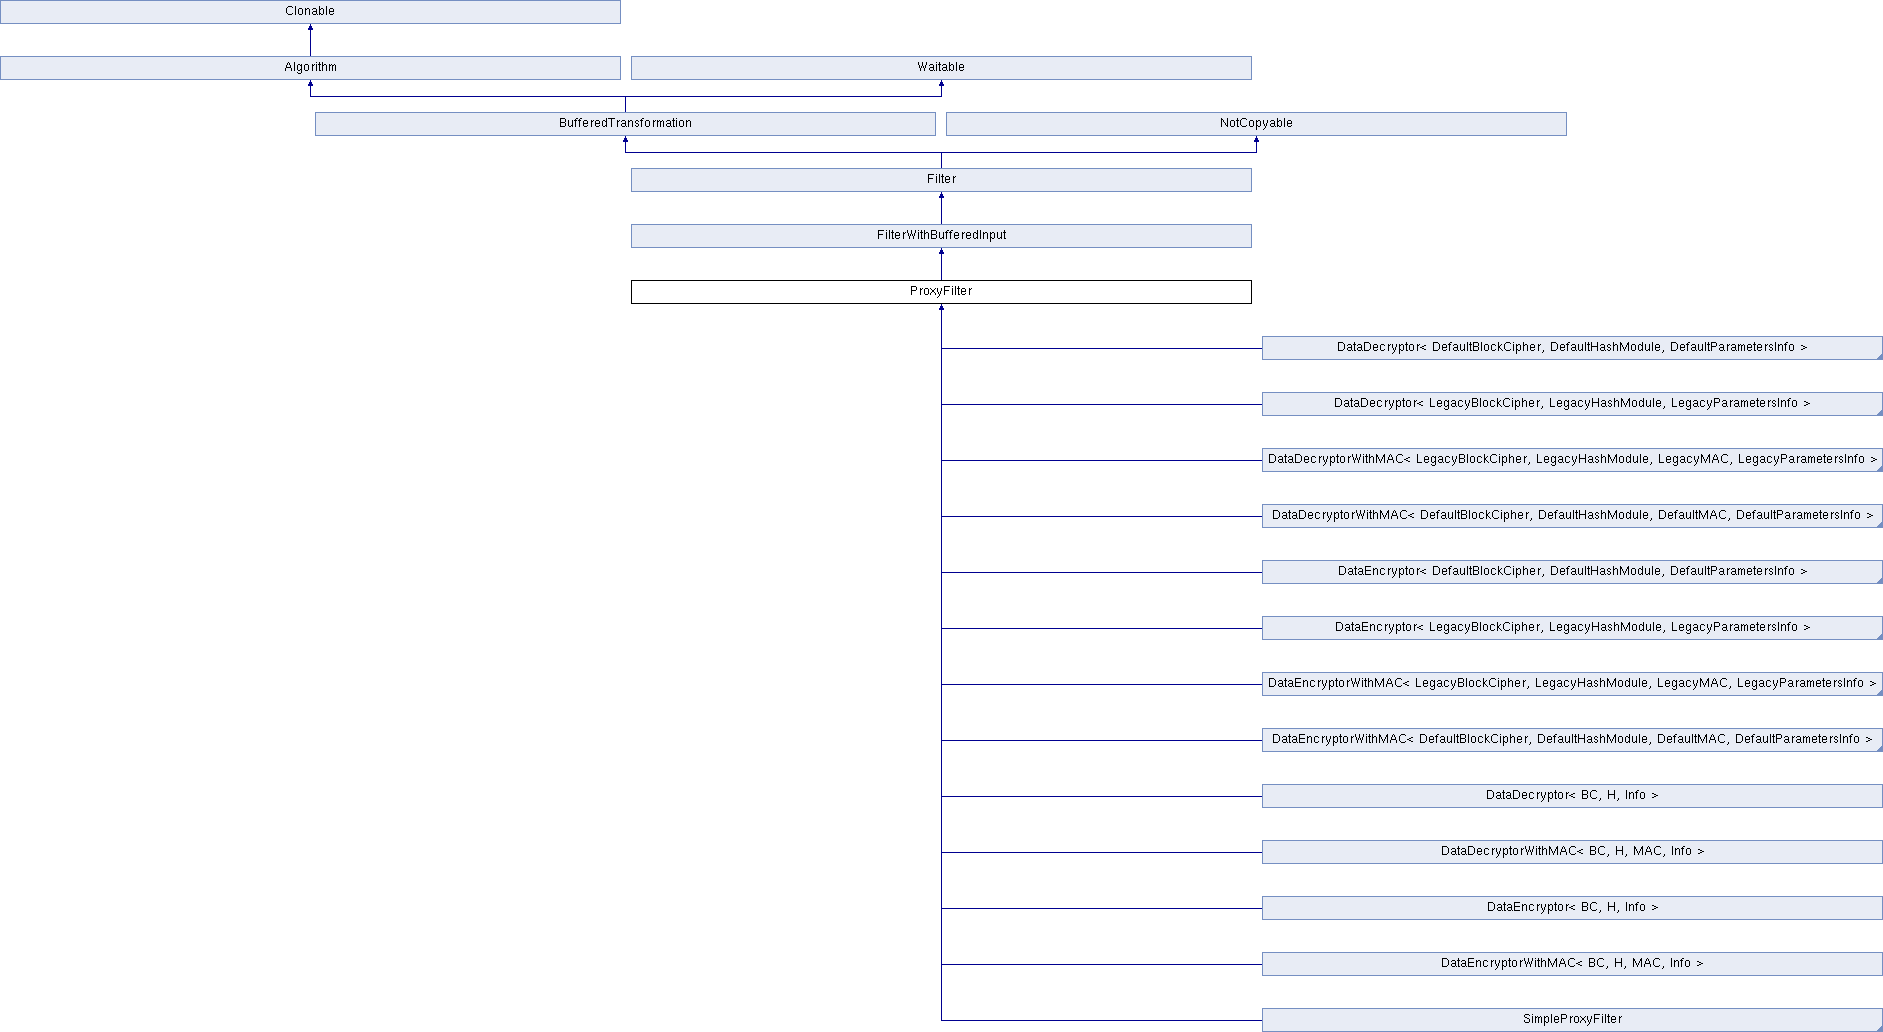 Clonable
Algorithm
Waitable
BufferedTransformation
NotCopyable
Filter
FilterWithBufferedInput
ProxyFilter
DataDecryptor< DefaultBlockCipher, DefaultHashModule, DefaultParametersInfo >
DataDecryptor< LegacyBlockCipher, LegacyHashModule, LegacyParametersInfo >
DataDecryptorWithMAC< LegacyBlockCipher, LegacyHashModule, LegacyMAC, LegacyParametersInfo >
DataDecryptorWithMAC< DefaultBlockCipher, DefaultHashModule, DefaultMAC, DefaultParametersInfo >
DataEncryptor< DefaultBlockCipher, DefaultHashModule, DefaultParametersInfo >
DataEncryptor< LegacyBlockCipher, LegacyHashModule, LegacyParametersInfo >
DataEncryptorWithMAC< LegacyBlockCipher, LegacyHashModule, LegacyMAC, LegacyParametersInfo >
DataEncryptorWithMAC< DefaultBlockCipher, DefaultHashModule, DefaultMAC, DefaultParametersInfo >
DataDecryptor< BC, H, Info >
DataDecryptorWithMAC< BC, H, MAC, Info >
DataEncryptor< BC, H, Info >
DataEncryptorWithMAC< BC, H, MAC, Info >
SimpleProxyFilter